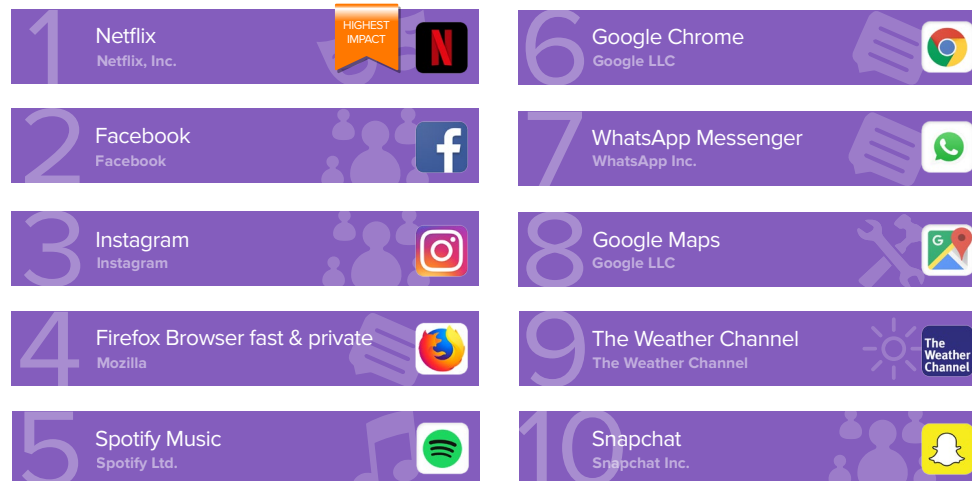 1
Netflix
Netflix, Inc.
HIGHEST
IMPACT
N
2
Facebook
Facebook
f
3
Instagram
Instagram
4
Firefox Browser fast & private
Mozilla
5
Spotify Music
Spotify Ltd.
6
Google Chrome
Google LLC
7
WhatsApp Messenger
WhatsApp Inc.
8
Google Maps
Google LLC
G
9
The Weather Channel
The Weather Channel
The
Weather
Channel
10
Snapchat
Snapchat Inc.